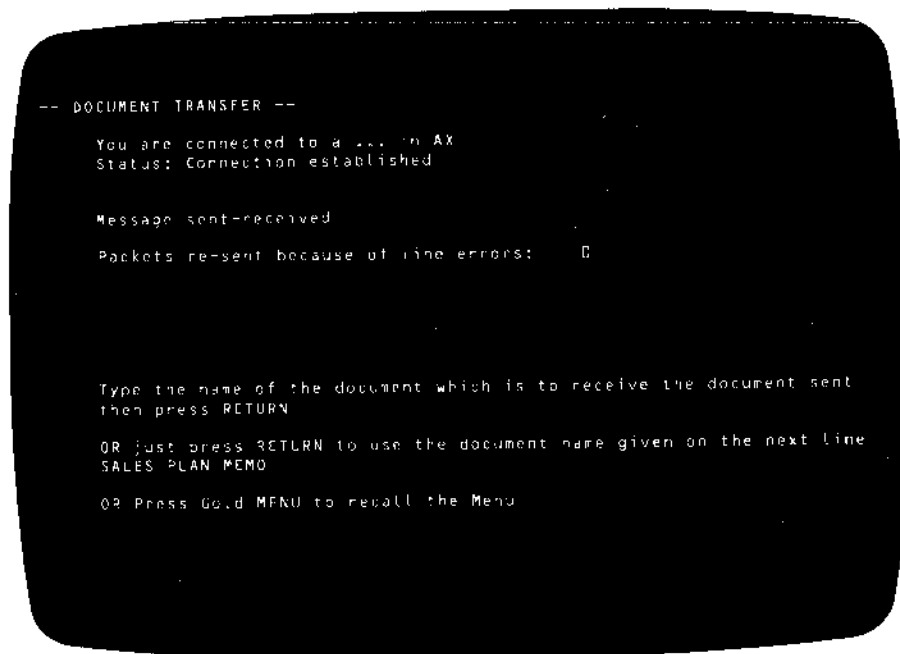 -- DOCUMENT TRANSFER --
You are connected to a
Status: Connection established
Message sent-received
Packets re-sent because of line errors:
Type the name of the document which is to receive the document sent
then press RETURN
OR just press RETURN to use the document name given on the next line
SALES PLAN MEMO
OR Press Gold MENU to recall the Menu